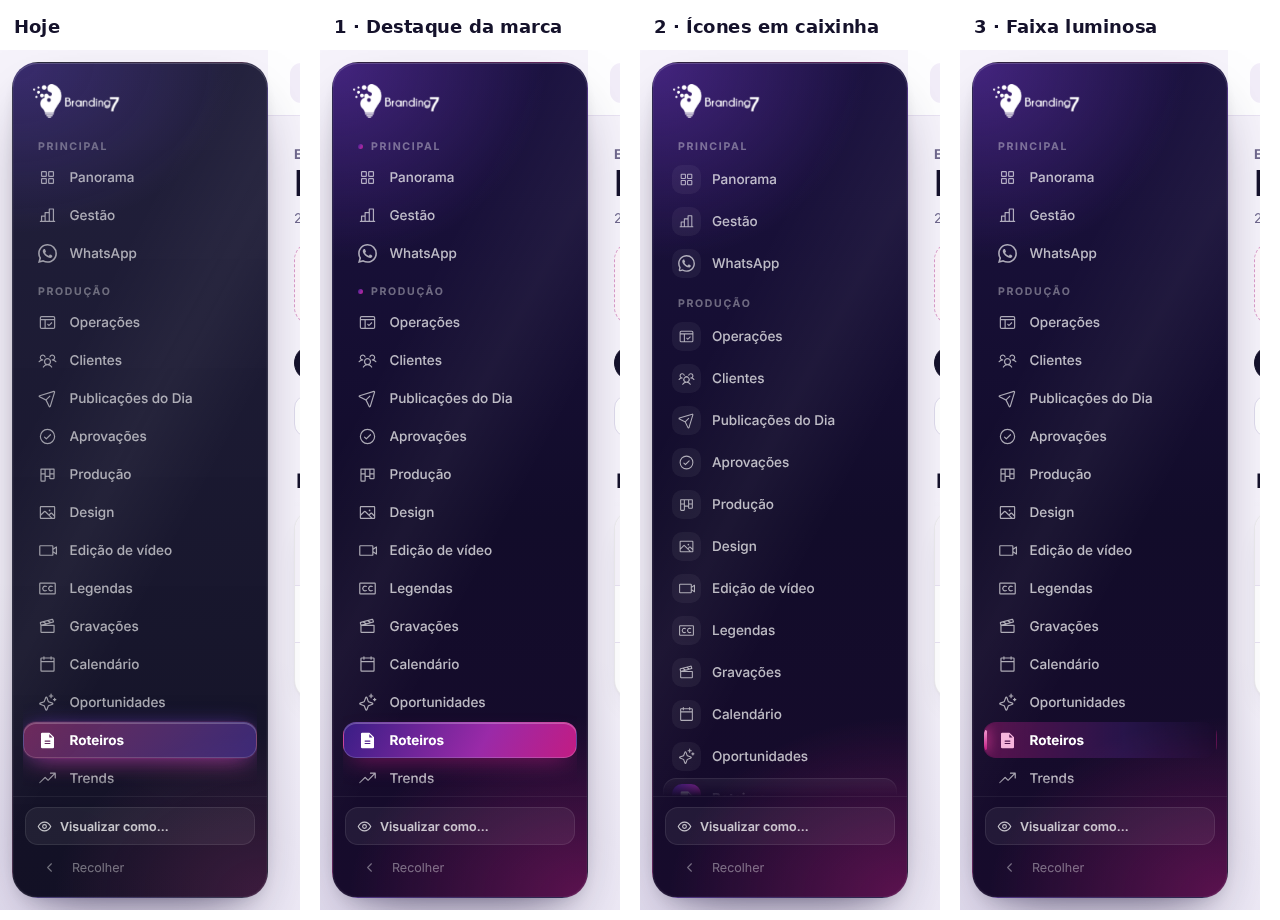 Hoje
Branding7
PRINCIPAL
Panorama
Gestão
WhatsApp
PRODUÇÃO
Operações
Clientes
Publicações do Dia
Aprovações
Produção
Design
Edição de vídeo
Legendas
Gravações
Calendário
Oportunidades
Roteiros
Trends
Visualizar como...
Recolher
1 · Destaque da marca
Branding7
PRINCIPAL
Panorama
Gestão
WhatsApp
PRODUÇÃO
Operações
Clientes
Publicações do Dia
Aprovações
Produção
Design
Edição de vídeo
Legendas
Gravações
Calendário
Oportunidades
Roteiros
Trends
Visualizar como...
Recolher
2 · Ícones em caixinha
Branding7
PRINCIPAL
Panorama
Gestão
WhatsApp
PRODUÇÃO
Operações
Clientes
Publicações do Dia
Aprovações
Produção
Design
Edição de vídeo
Legendas
Gravações
Calendário
Oportunidades
Visualizar como...
Recolher
3 · Faixa luminosa
Branding7
PRINCIPAL
Panorama
Gestão
WhatsApp
PRODUÇÃO
Operações
Clientes
Publicações do Dia
Aprovações
Produção
Design
Edição de vídeo
Legendas
Gravações
Calendário
Oportunidades
Roteiros
Trends
Visualizar como...
Recolher